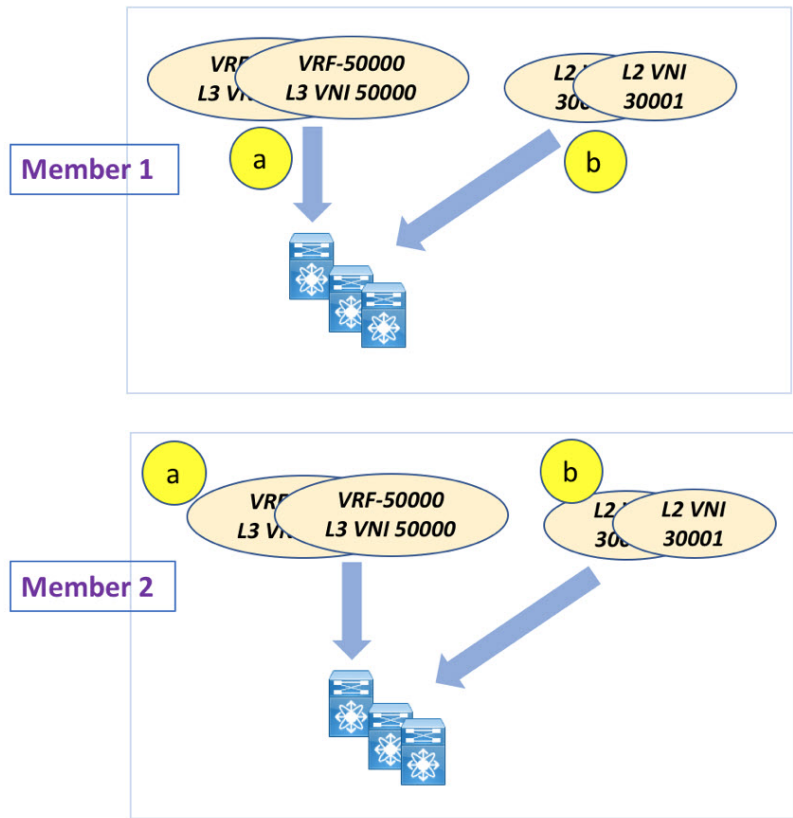 VRF-50000
L3 VNI 50000
L2 VNI
30001
a
b
Member 1
a
b
VRF-50000
L3 VNI 50000
L2 VNI
30001
Member 2